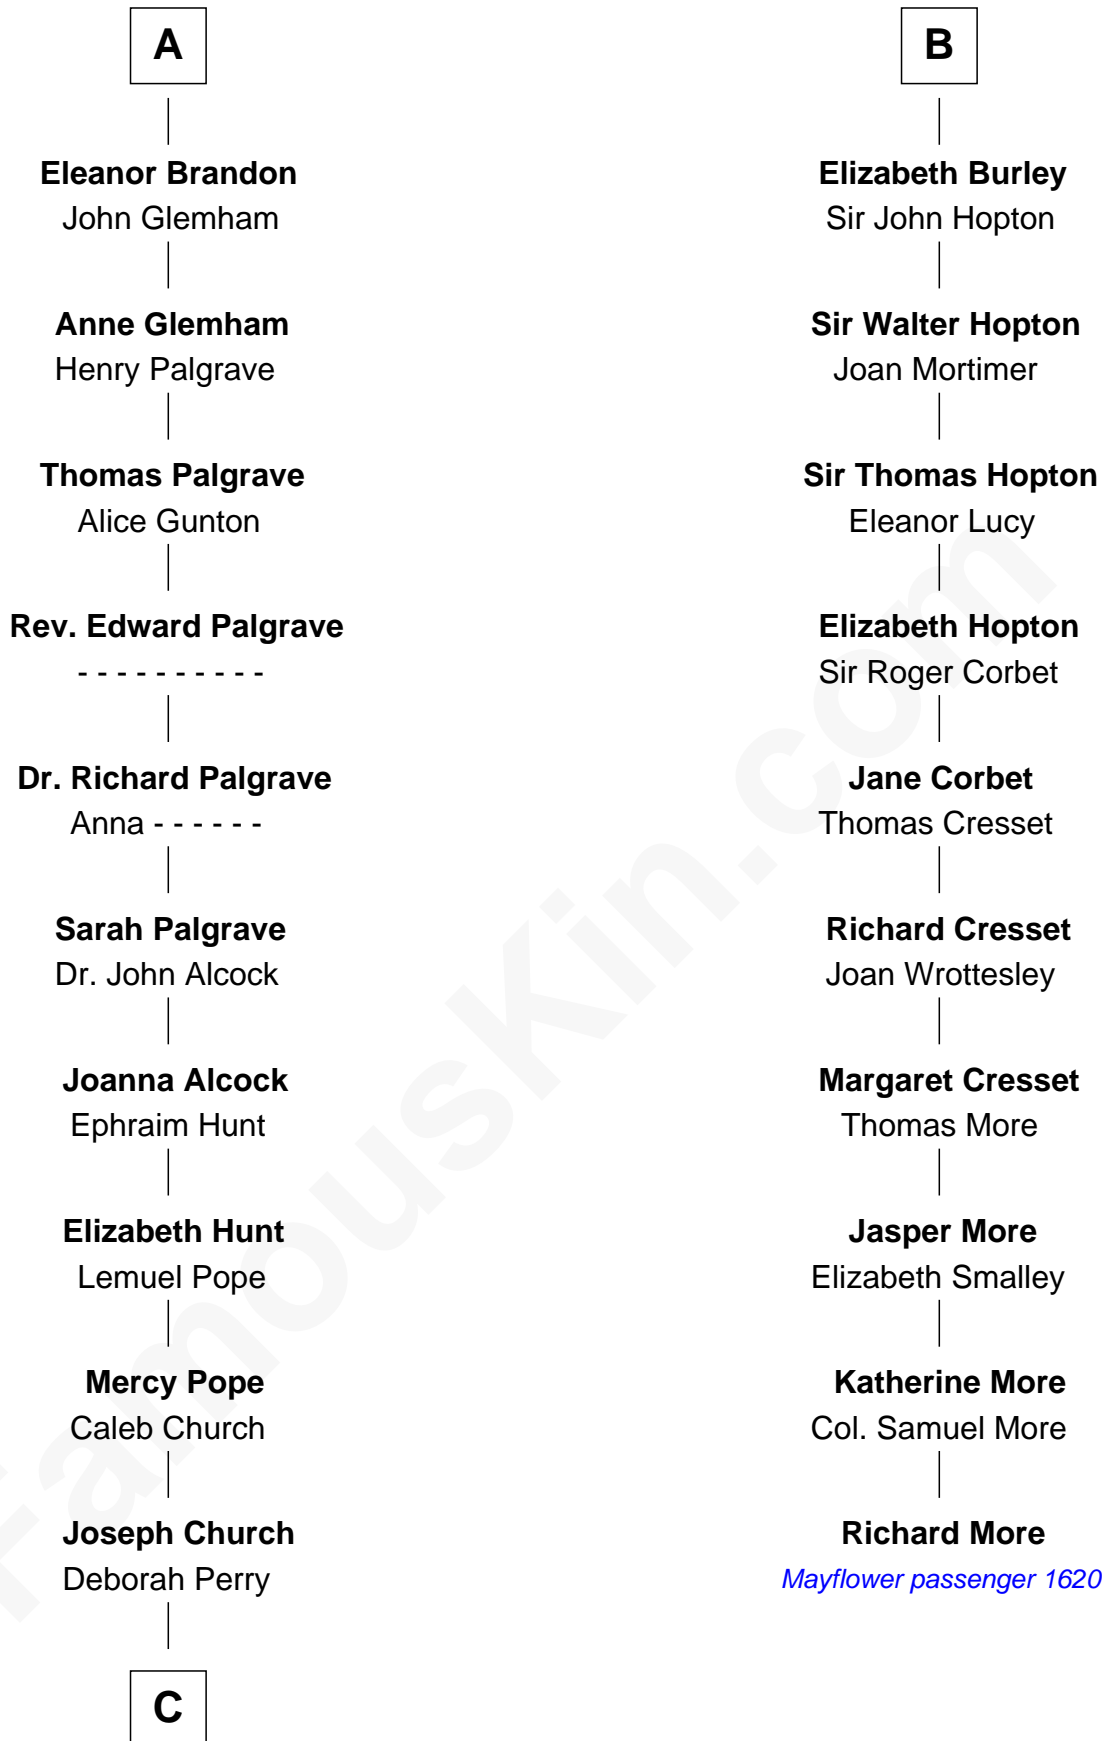 A
Eleanor Brandon
John Glemham
Anne Glemham
Henry Palgrave
Thomas Palgrave
Alice Gunton
Rev. Edward Palgrave
- - - - - - - - - -
Dr. Richard Palgrave
Anna - - - - - -
Sarah Palgrave
Dr. John Alcock
Joanna Alcock
Ephraim Hunt
Elizabeth Hunt
Lemuel Pope
Mercy Pope
Caleb Church
Joseph Church
Deborah Perry
C
B
Elizabeth Burley
Sir John Hopton
Sir Walter Hopton
Joan Mortimer
Sir Thomas Hopton
Eleanor Lucy
Elizabeth Hopton
Sir Roger Corbet
Jane Corbet
Thomas Cresset
Richard Cresset
Joan Wrottesley
Margaret Cresset
Thomas More
Jasper More
Elizabeth Smalley
Katherine More
Col. Samuel More
Richard More
Mayflower passenger 1620
FamousKin.com